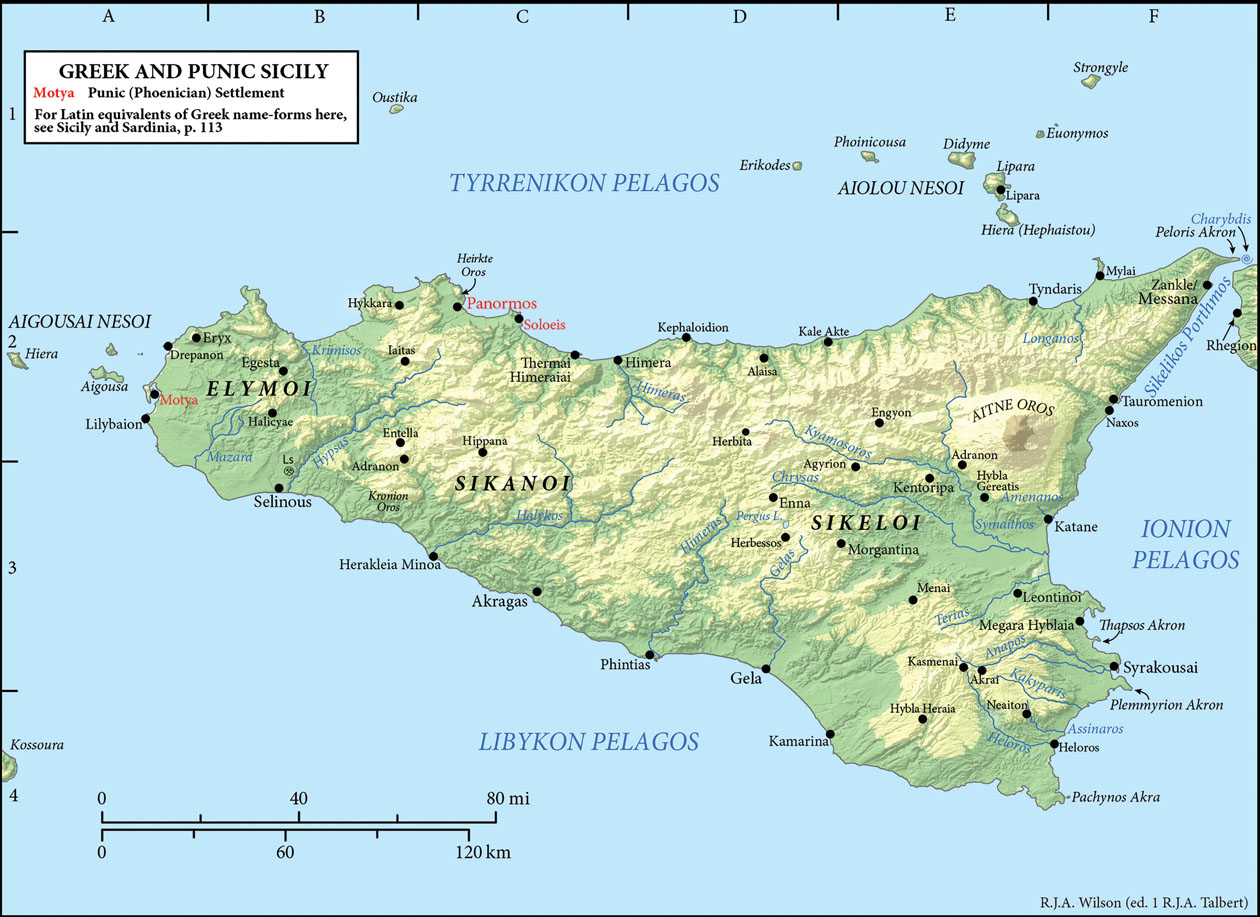 A
B
C
D
E
F
GREEK AND PUNIC SICILY
Motya Punic (Phoenician) Settlement
For Latin equivalents of Greek name-forms here,
see Sicily and Sardinia, p. 113
1
Strongyle
Oustika
Euonymos
Phoinicousa
Didyme
Erikodes
Lipara
TYRRENIKON PELAGOS
AIOLOU NESOI
Lipara
Hiera (Hephaistou)
Charybdis
Peloris Akron
Heirkte
Oros
Mylai
Zankle/
Messana
Tyndaris
Hykkara
Panormos
Soloeis
AIGOUSAI NESOI
2
Hiera
Eryx
Drepanon
Kephaloidion
Kale Akte
Longanos
Sikelikos Porthmos
Rhegion
Krimisos
Iaitas
Egesta
Thermai
Himeraiai
Himera
Alaisa
Aigousa
ELYMOI
Motya
Himeras
Tauromenion
Naxos
AITNE OROS
Lilybaion
Halicyae
Engyon
Entella
Hippana
Herbita
Kyamosoros
Mazara
Ls
Hypsas
Adranon
Agyrion
Adranon
Hybla
Gereatis
Selinous
Kronion
Oros
SIKANOI
Chrysas
Kentoripa
Amenanos
Enna
Halykos
Pergus L.
SIKELOI
Symaithos
Katane
IONION
PELAGOS
Himeras
Herbessos
Morgantina
Gelas
3
Herakleia Minoa
Akragas
Menai
Leontinoi
Terias
Megara Hyblaia
Thapsos Akron
Phintias
Gela
Kasmenai
Anapos
Akrai
Syrakousai
Kakyparis
Plemmyrion Akron
Hybla Heraia
Neaiton
Assinaros
Kossoura
LIBYKON PELAGOS
Kamarina
Heloros
Heloros
4
Pachynos Akra
0 40 80 mi
0 60 120 km
R.J.A. Wilson (ed. 1 R.J.A. Talbert)